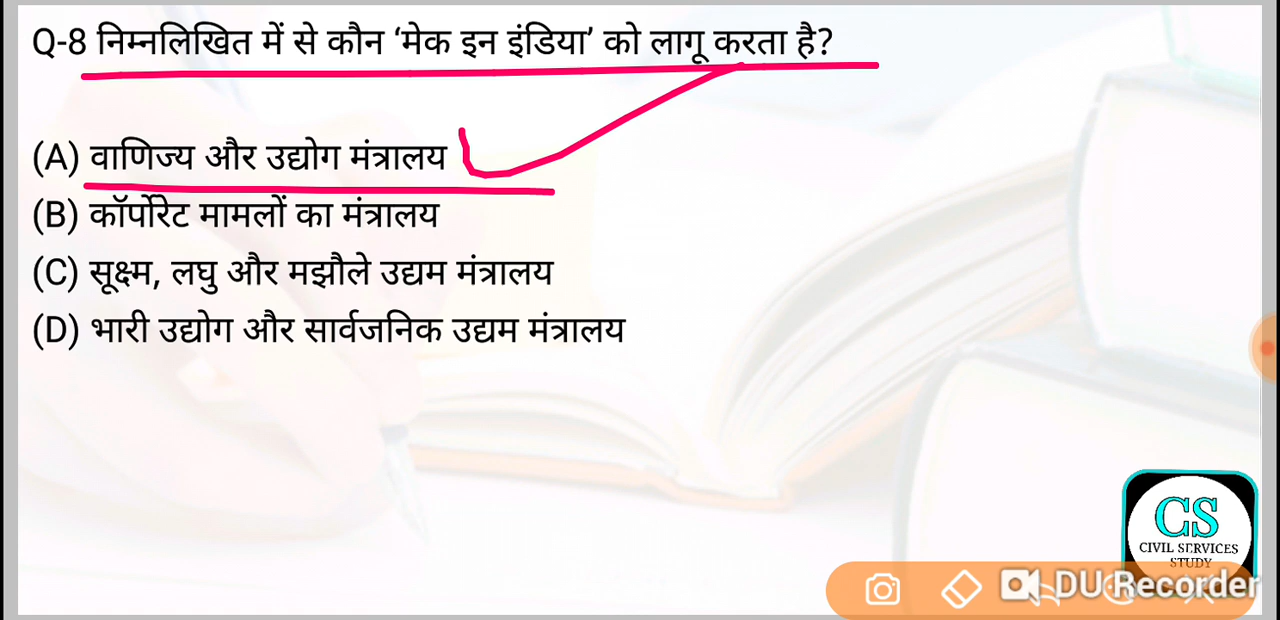 Q-8 निम्नलिखित में से कौन ‘मेक इन इंडिया’ को लागू करता है?
(A) वाणिज्य और उद्योग मंत्रालय
(B) कॉर्पोरेट मामलों का मंत्रालय
(C) सूक्ष्म, लघु और मझौले उद्यम मंत्रालय
(D) भारी उद्योग और सार्वजनिक उद्यम मंत्रालय
CS
CIVIL SERVICES
STUDY
DU Recorder